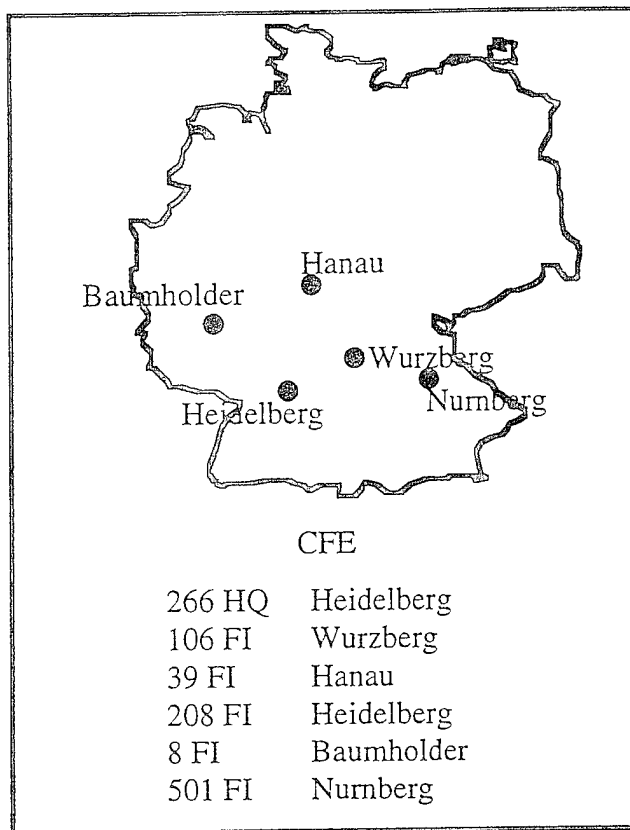 Hanau
Baumholder
Wurzberg
Heidelberg
Nurnberg
CFE
266 HQ Heidelberg
106 FI Wurzberg
39 FI Hanau
208 FI Heidelberg
8 FI Baumholder
501 FI Nurnberg